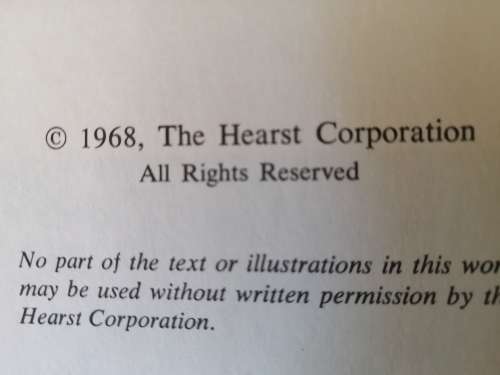 © 1968, The Hearst Corporation
All Rights Reserved
No part of the text or illustrations in this
may be used without written permission by
Hearst Corporation.